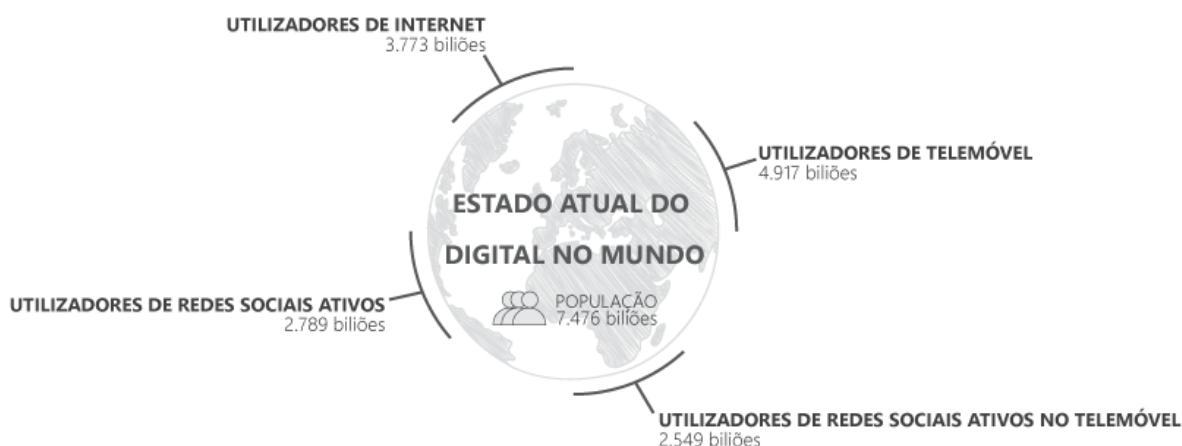 UTILIZADORES DE INTERNET
3.773 biliões
UTILIZADORES DE TELEMÓVEL
4.917 biliões
ESTADO ATUAL DO
DIGITAL NO MUNDO
POPULAÇÃO
7.476 biliões
UTILIZADORES DE REDES SOCIAIS ATIVOS
2.789 biliões
UTILIZADORES DE REDES SOCIAIS ATIVOS NO TELEMÓVEL
2.549 biliões